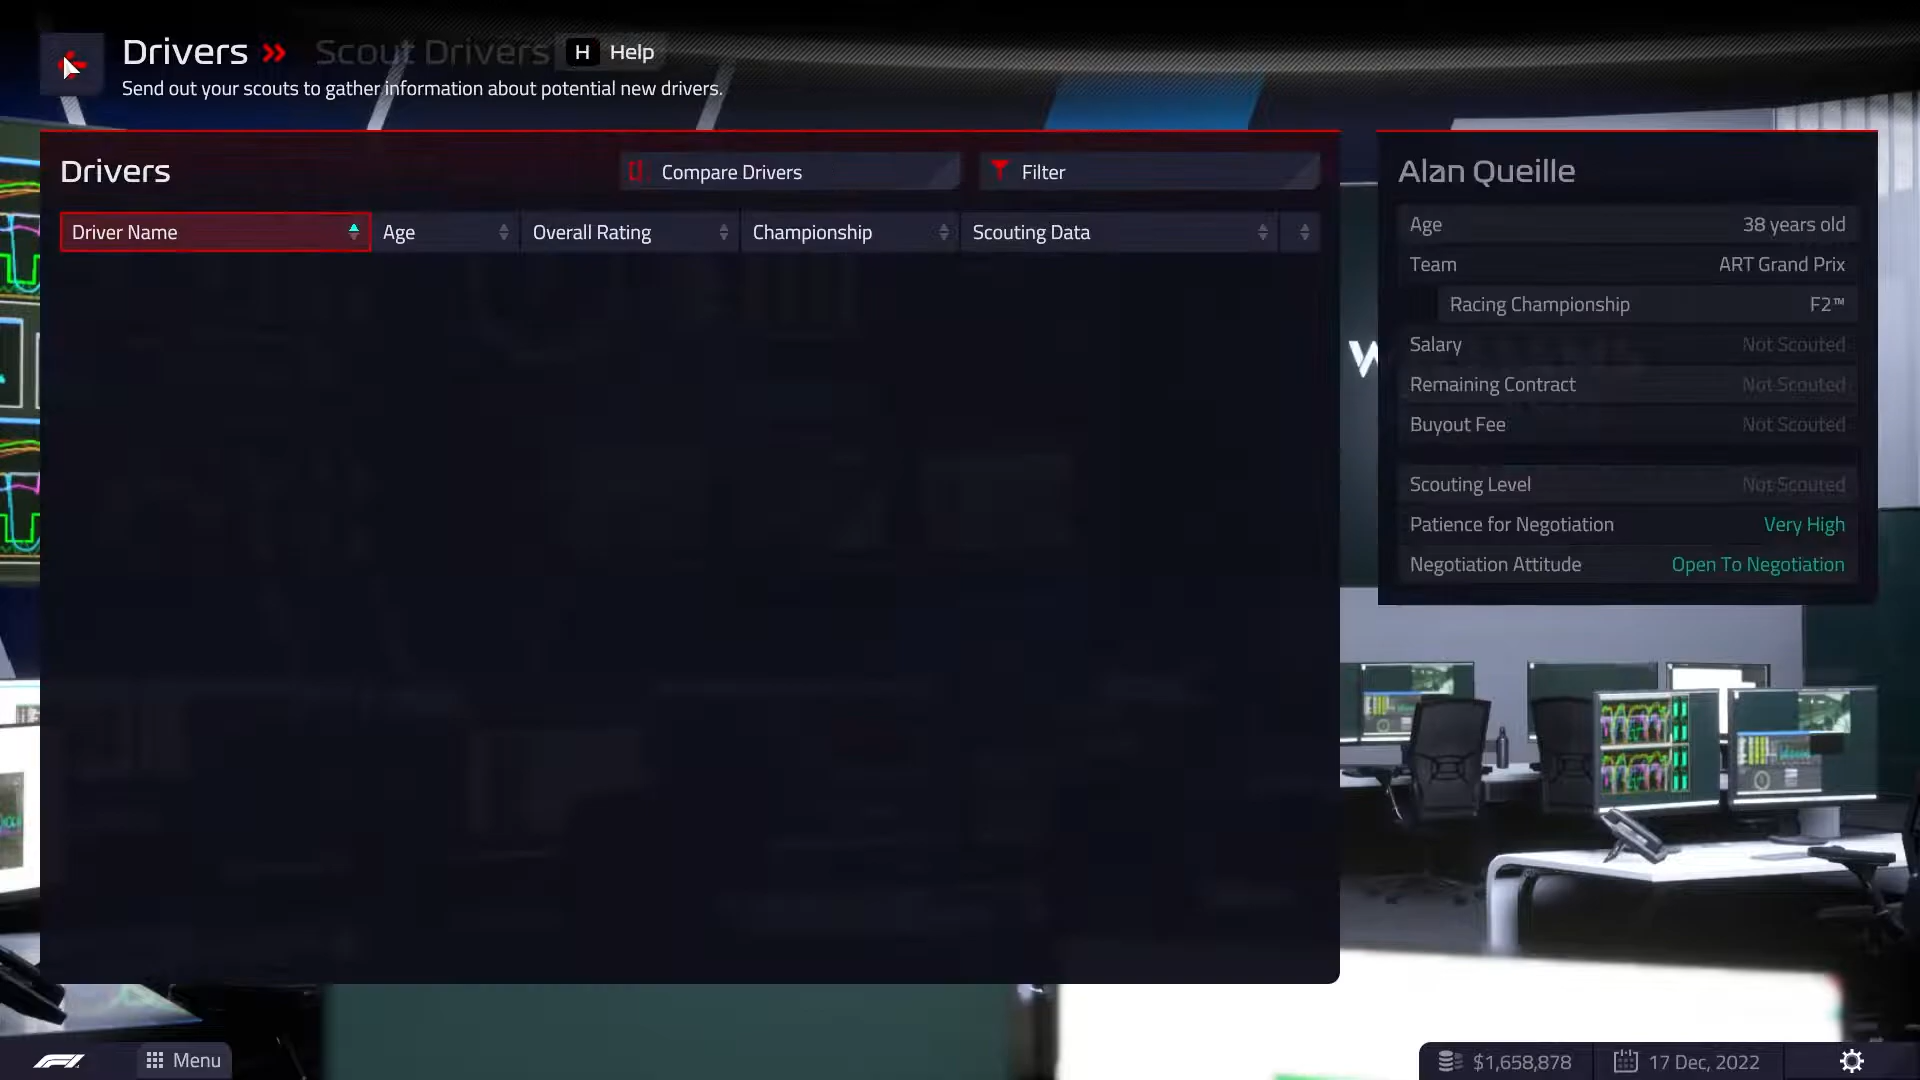 Drivers
Scout Drivers
H Help
Send out your scouts to gather information about potential new drivers.
Drivers
Compare Drivers
Filter
Driver Name
Age
Overall Rating
Championship
Scouting Data
Alan Queille
Age 38 years old
Team ART Grand Prix
Racing Championship F2™
Salary Not Scouted
Remaining Contract Not Scouted
Buyout Fee Not Scouted
Scouting Level Not Scouted
Patience for Negotiation Very High
Negotiation Attitude Open To Negotiation
Menu
$1,658,878
17 Dec, 2022